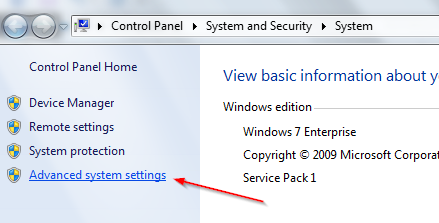 Control Panel ▸ System and Security ▸ System
Control Panel Home
Device Manager
Remote settings
System protection
Advanced system settings
View basic information about
Windows edition
Windows 7 Enterprise
Copyright © 2009 Microsoft
Service Pack 1